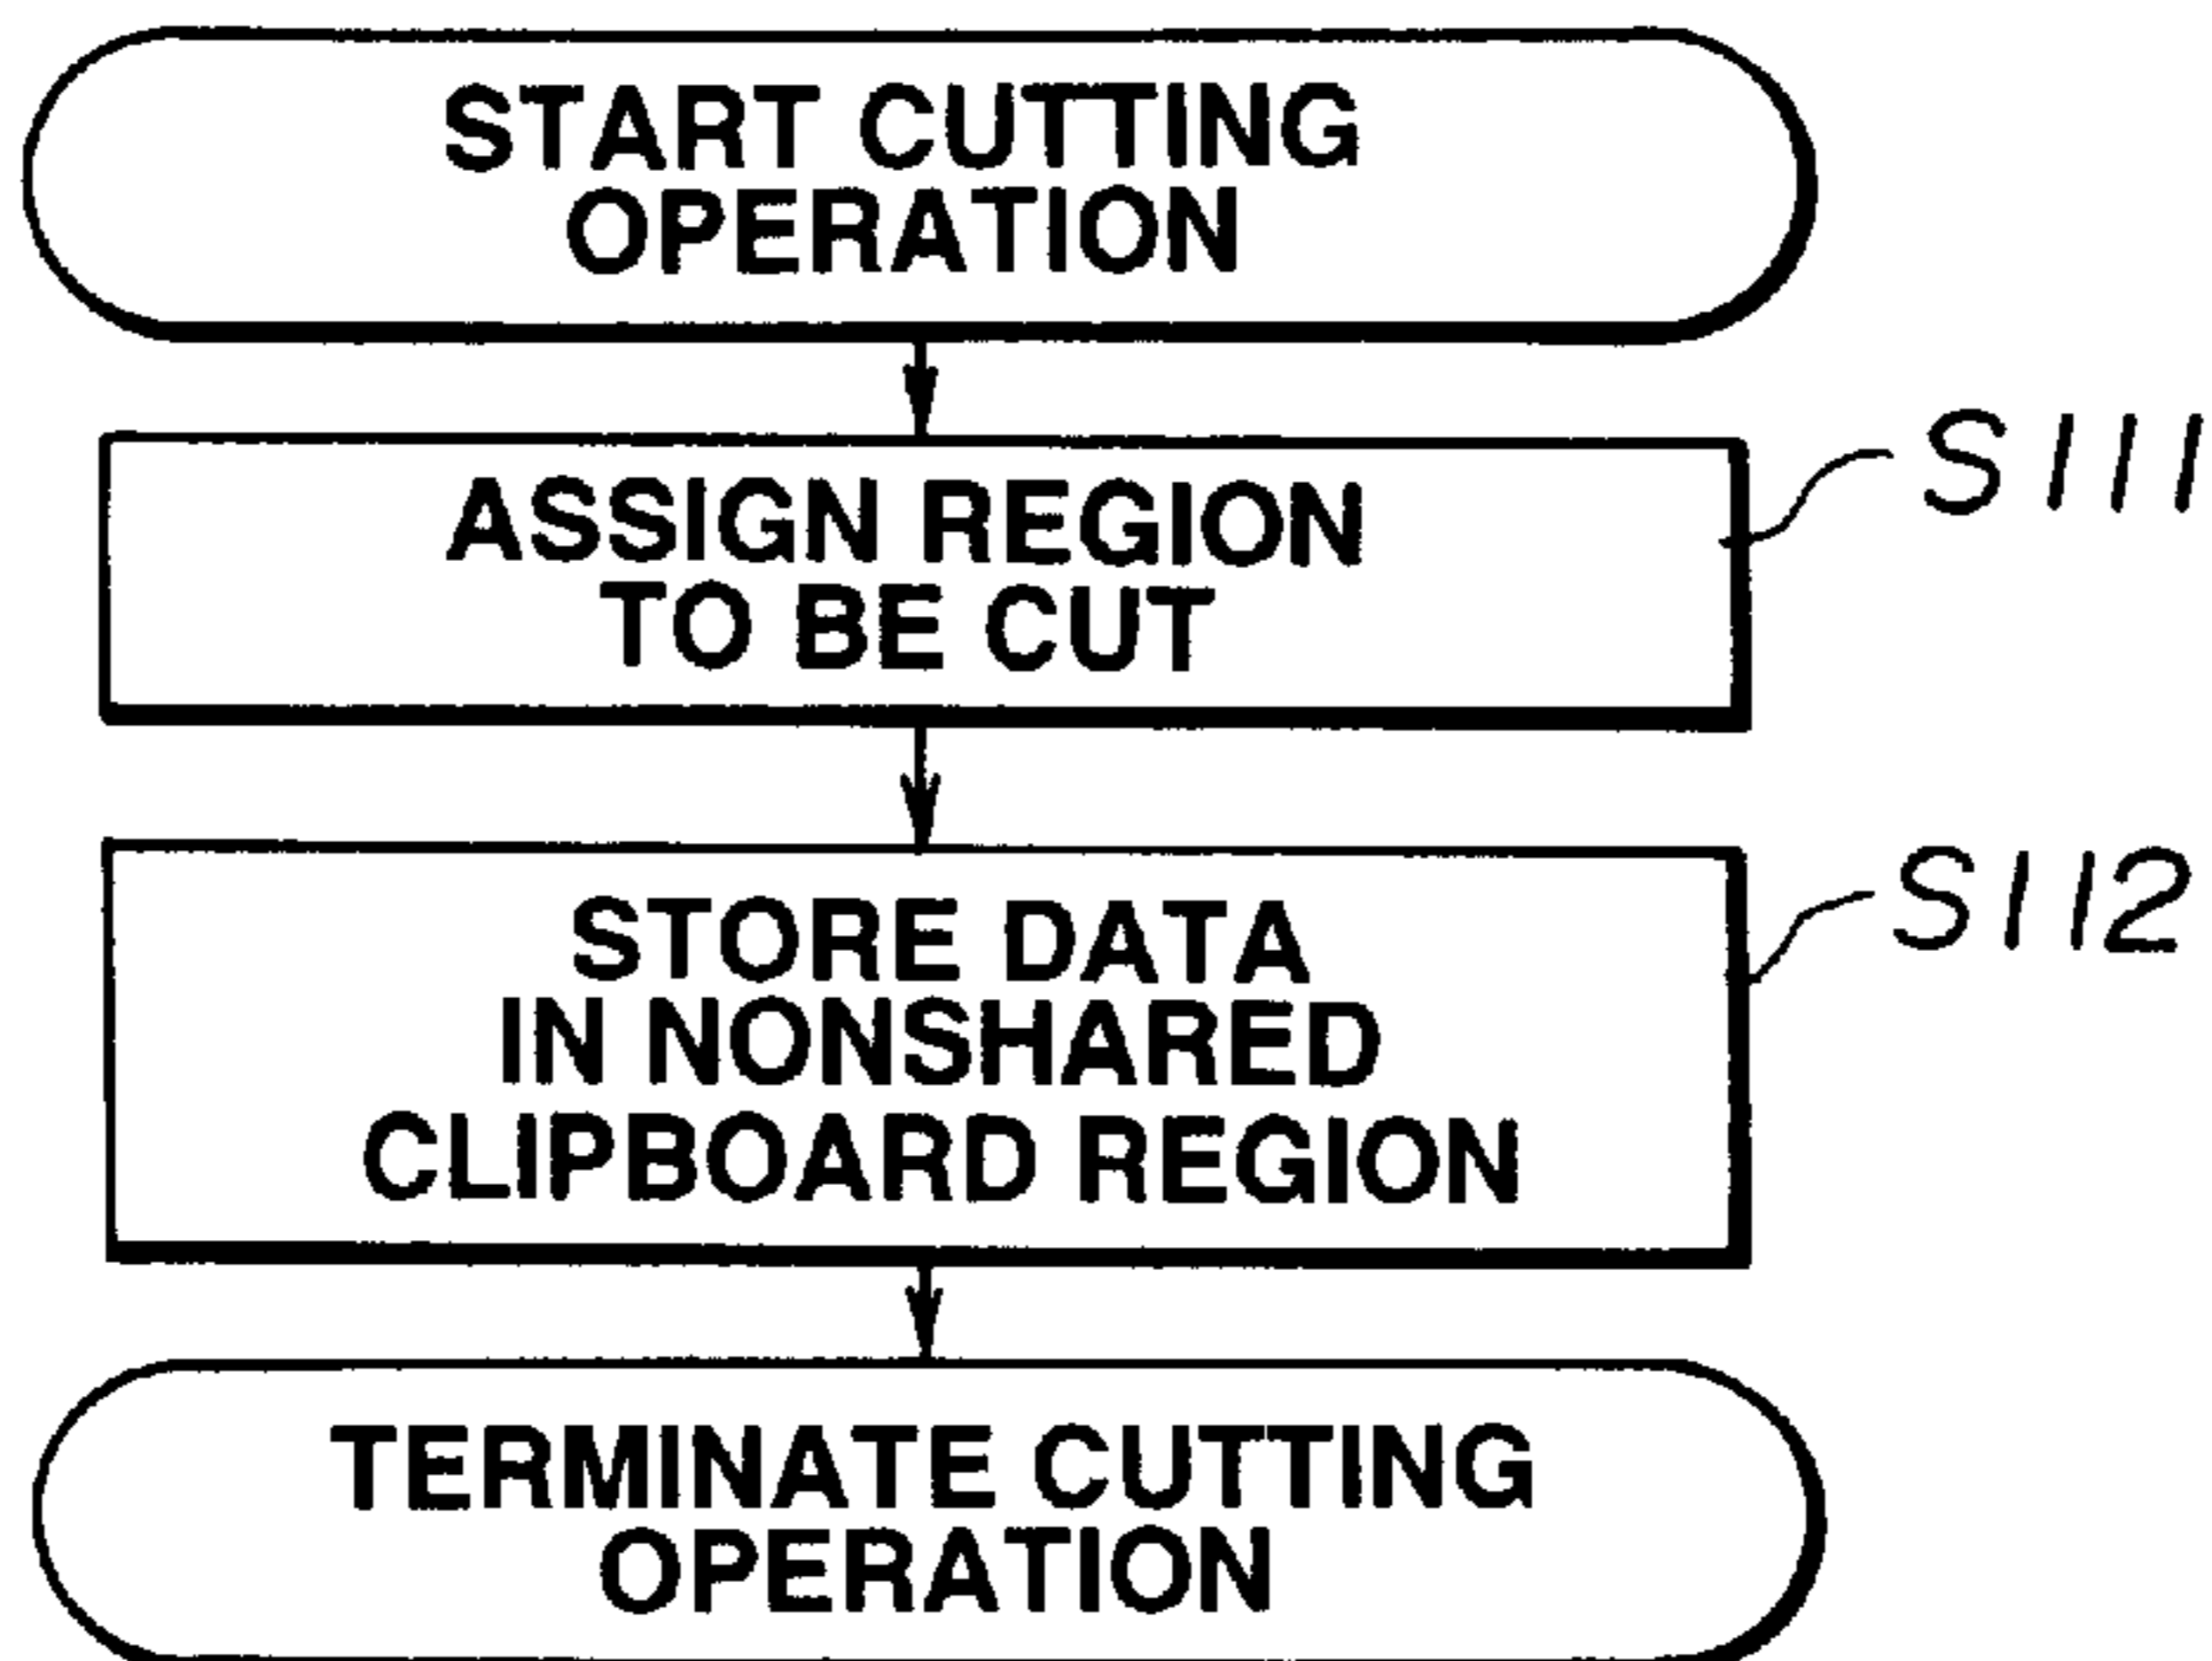 START CUTTING
OPERATION
ASSIGN REGION
TO BE CUT
S111
STORE DATA
IN NONSHARED
CLIPBOARD REGION
S112
TERMINATE CUTTING
OPERATION